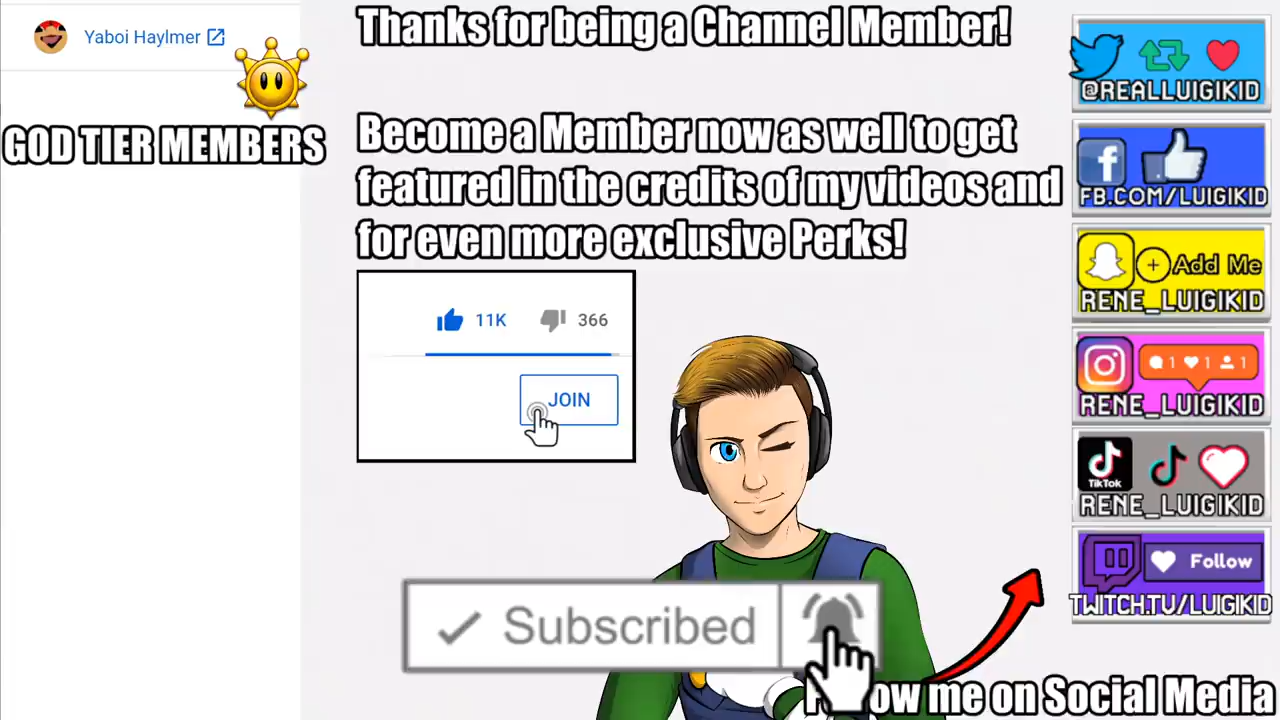 Yaboi Haylmer
GOD TIER MEMBERS
Thanks for being a Channel Member!
Become a Member now as well to get
featured in the credits of my videos and
for even more exclusive Perks!
11K 366
JOIN
Subscribed
@REALLUIGIKID
FB.COM/LUIGIKID
Add Me
RENE_LUIGIKID
1 1 1
RENE_LUIGIKID
TikTok
RENE_LUIGIKID
Follow
TWITCH.TV/LUIGIKID
me on Social Media